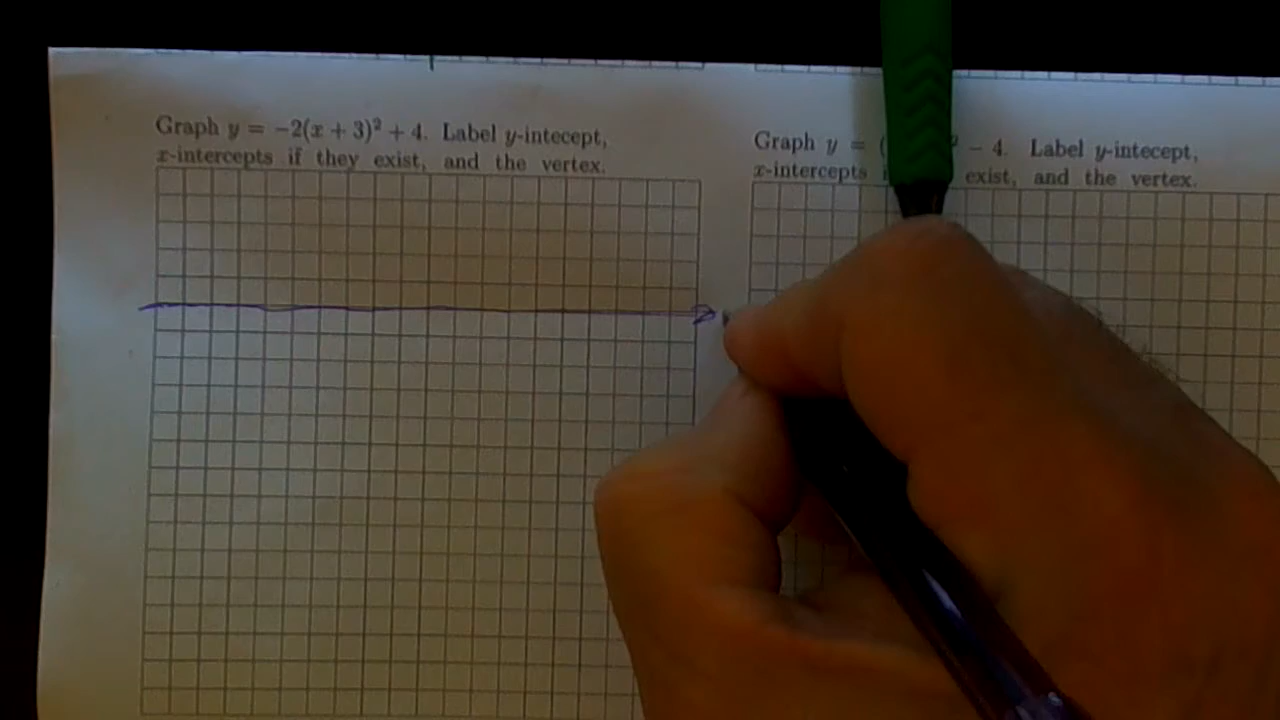 Graph y = −2(x + 3)² + 4. Label y-intecept,
x-intercepts if they exist, and the vertex.
Graph y = ( ² − 4. Label y-intecept,
x-intercepts exist, and the vertex.